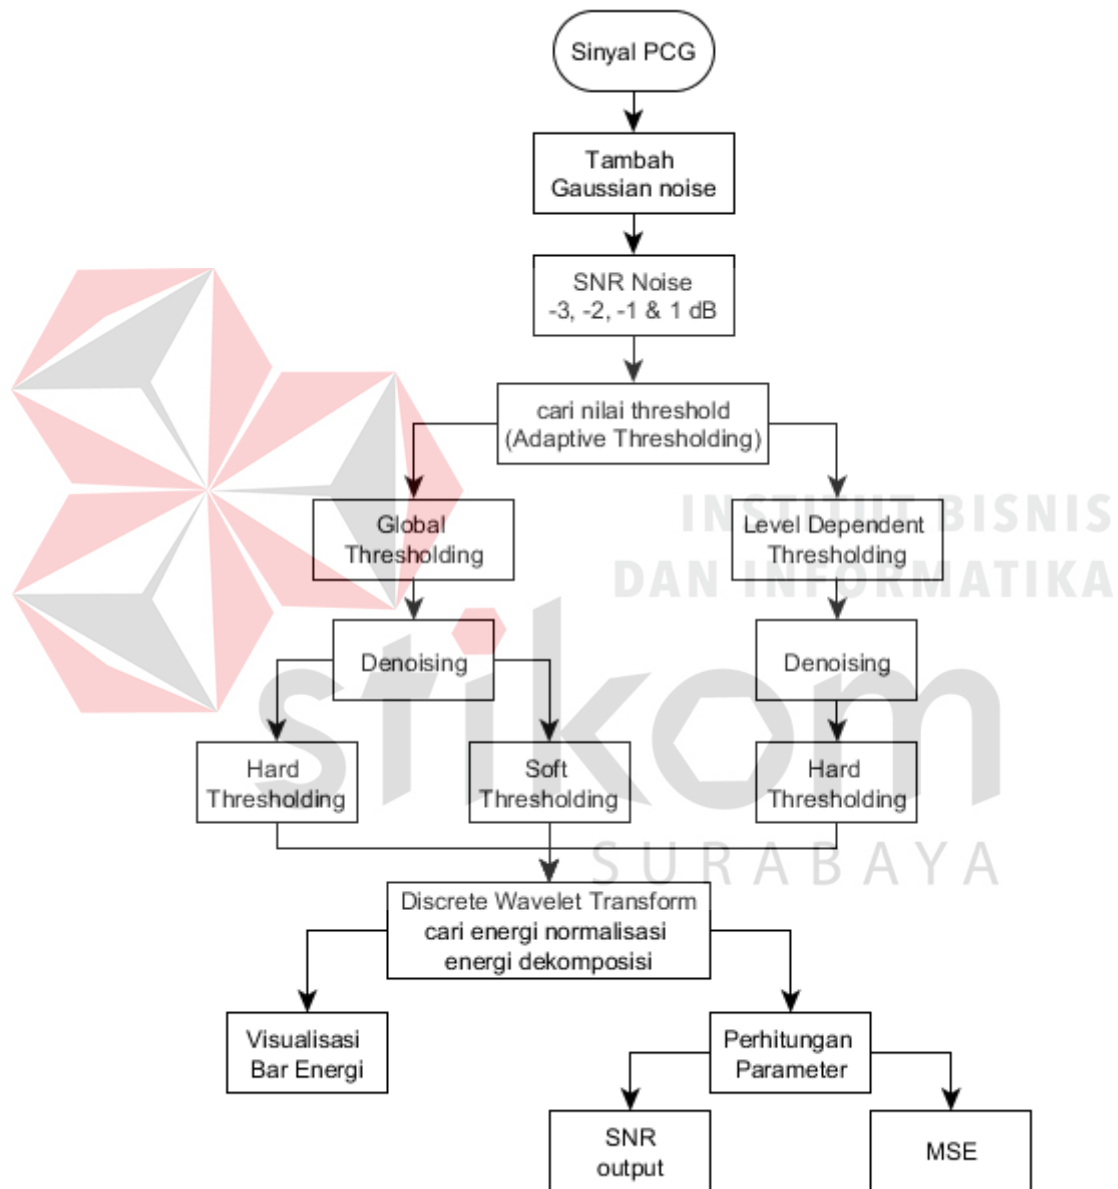 Sinyal PCG
Tambah
Gaussian noise
SNR Noise
-3, -2, -1 & 1 dB
cari nilai threshold
(Adaptive Thresholding)
Global
Thresholding
Level Dependent
Thresholding
INSTITUT BISNIS
DAN INFORMATIKA
Denoising
Denoising
stikom
SURABAYA
Hard
Thresholding
Soft
Thresholding
Hard
Thresholding
Discrete Wavelet Transform
cari energi normalisasi
energi dekomposisi
Visualisasi
Bar Energi
Perhitungan
Parameter
SNR
output
MSE